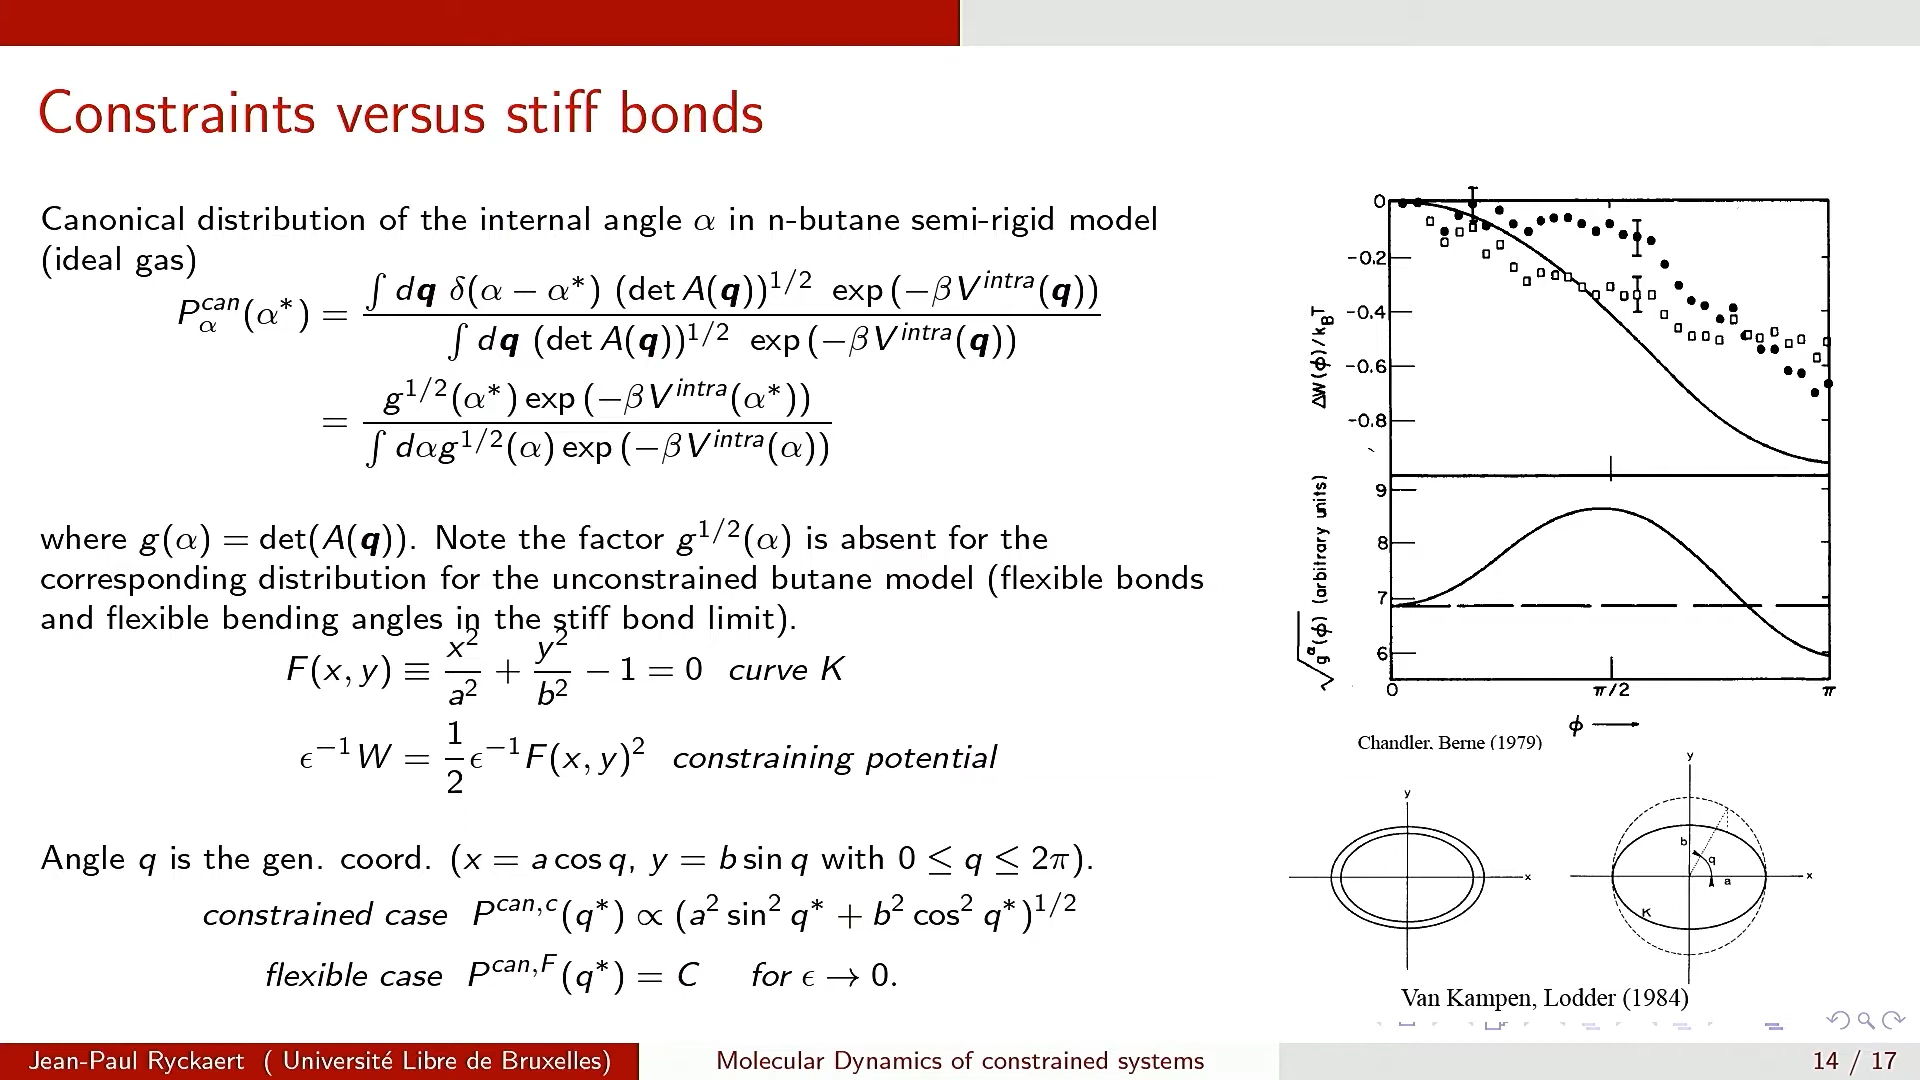 Constraints versus stiff bonds
Canonical distribution of the internal angle α in n-butane semi-rigid model
(ideal gas)
P_α^{can}(α*) = ∫ dq δ(α − α*) (det A(q))^{1/2} exp (−βV^{intra}(q)) / ∫ dq (det A(q))^{1/2} exp (−βV^{intra}(q))
= g^{1/2}(α*) exp (−βV^{intra}(α*)) / ∫ dαg^{1/2}(α) exp (−βV^{intra}(α))
where g(α) = det(A(q)). Note the factor g^{1/2}(α) is absent for the
corresponding distribution for the unconstrained butane model (flexible bonds
and flexible bending angles in the stiff bond limit).
F(x, y) ≡ x²/a² + y²/b² − 1 = 0 curve K
ϵ^{−1}W = 1/2 ϵ^{−1}F(x, y)² constraining potential
Angle q is the gen. coord. (x = a cos q, y = b sin q with 0 ≤ q ≤ 2π).
constrained case P^{can,c}(q*) ∝ (a² sin² q* + b² cos² q*)^{1/2}
flexible case P^{can,F}(q*) = C for ϵ → 0.
0
−0.2
−0.4
−0.6
−0.8
ΔW(ϕ)/k_BT
9
8
7
6
√g^α(ϕ) (arbitrary units)
0 π/2 π
ϕ →
Chandler, Berne (1979)
y
x
y
b
q
a
x
K
Van Kampen, Lodder (1984)
Jean-Paul Ryckaert ( Université Libre de Bruxelles)
Molecular Dynamics of constrained systems
14 / 17